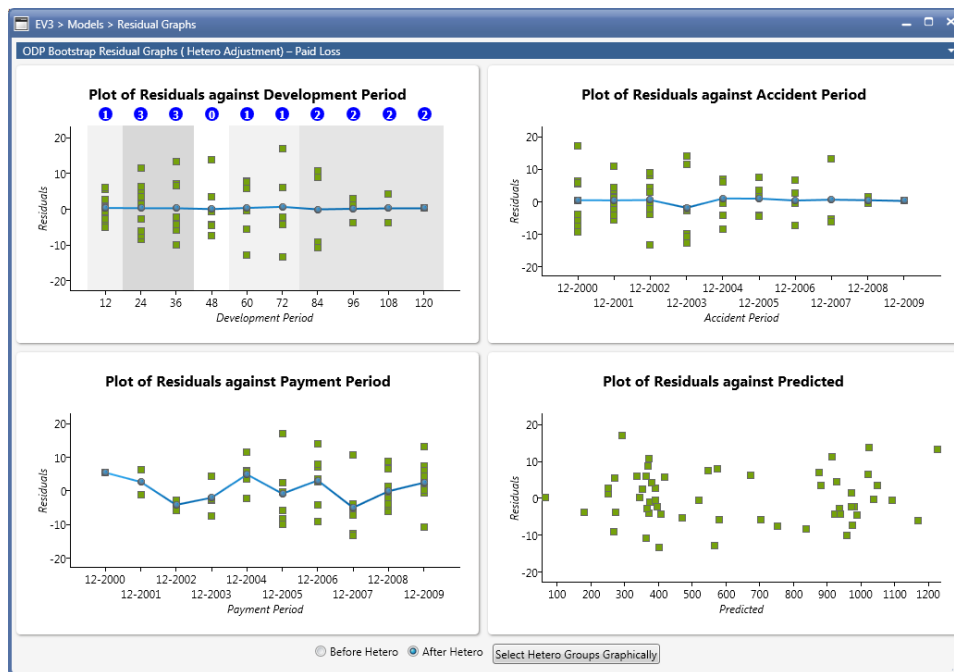 EV3 > Models > Residual Graphs
ODP Bootstrap Residual Graphs ( Hetero Adjustment) – Paid Loss
Plot of Residuals against Development Period
1 3 3 0 1 1 2 2 2 2
20
10
0
-10
-20
Residuals
12 24 36 48 60 72 84 96 108 120
Development Period
Plot of Residuals against Accident Period
20
10
0
-10
-20
Residuals
12-2000 12-2002 12-2004 12-2006 12-2008
12-2001 12-2003 12-2005 12-2007 12-2009
Accident Period
Plot of Residuals against Payment Period
20
10
0
-10
-20
Residuals
12-2000 12-2002 12-2004 12-2006 12-2008
12-2001 12-2003 12-2005 12-2007 12-2009
Payment Period
Plot of Residuals against Predicted
20
10
0
-10
-20
Residuals
100 200 300 400 500 600 700 800 900 1000 1100 1200
Predicted
Before Hetero After Hetero Select Hetero Groups Graphically